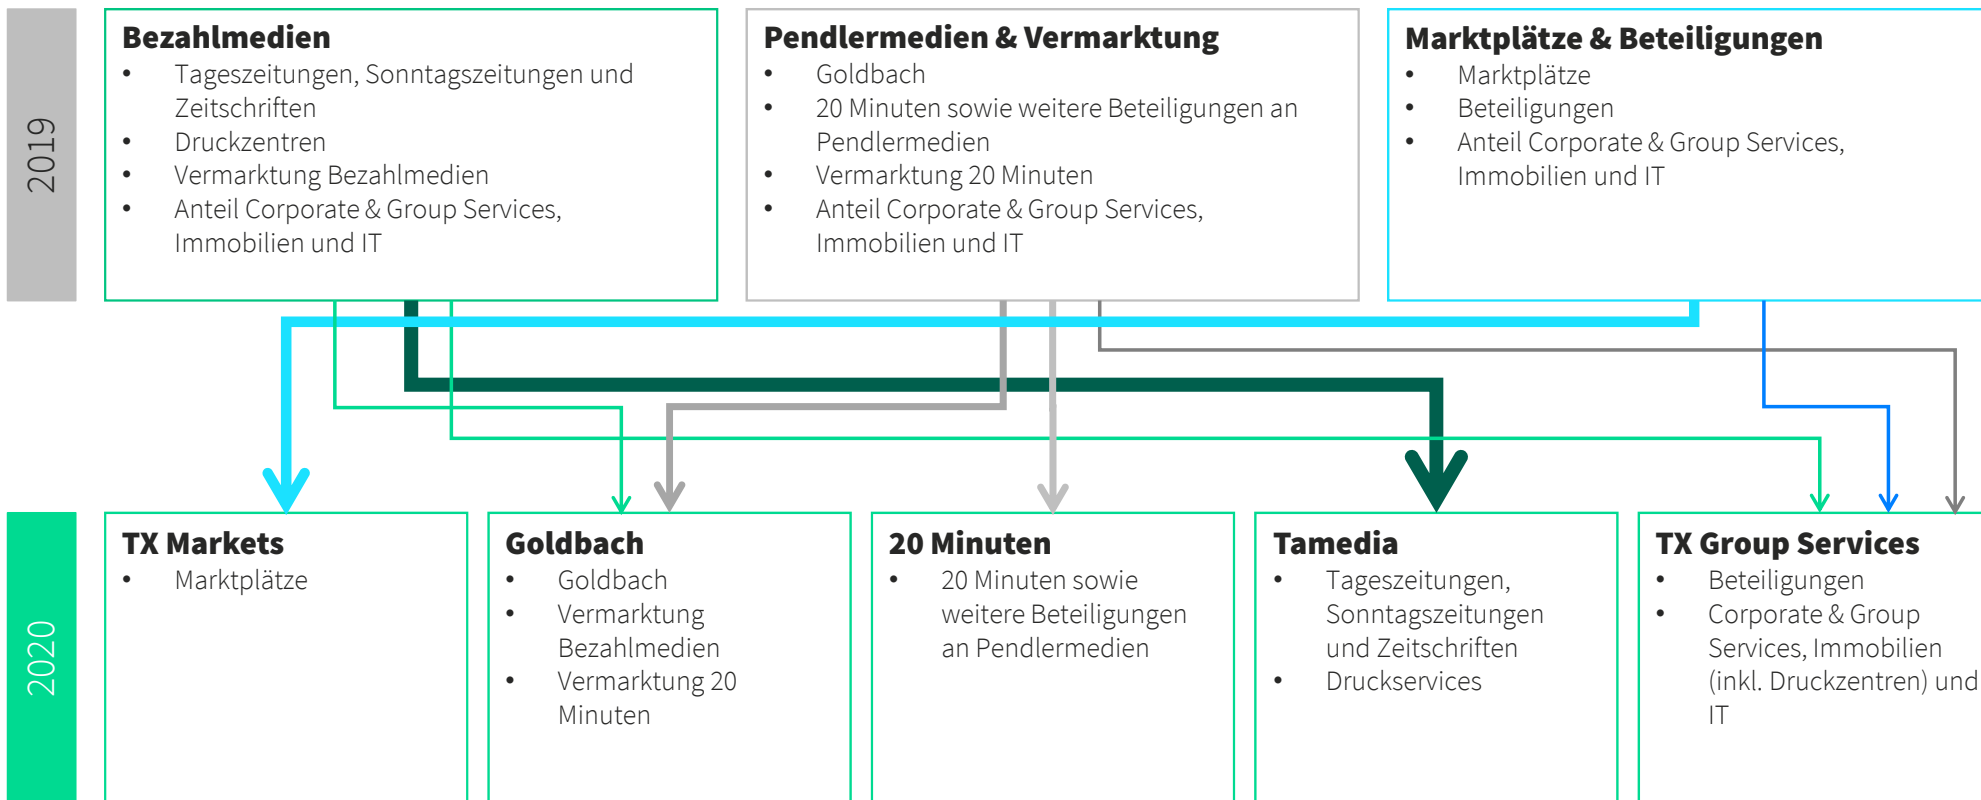 2019
Bezahlmedien
• Tageszeitungen, Sonntagszeitungen und
Zeitschriften
• Druckzentren
• Vermarktung Bezahlmedien
• Anteil Corporate & Group Services,
Immobilien und IT
Pendlermedien & Vermarktung
• Goldbach
• 20 Minuten sowie weitere Beteiligungen an
Pendlermedien
• Vermarktung 20 Minuten
• Anteil Corporate & Group Services,
Immobilien und IT
Marktplätze & Beteiligungen
• Marktplätze
• Beteiligungen
• Anteil Corporate & Group Services,
Immobilien und IT
2020
TX Markets
• Marktplätze
Goldbach
• Goldbach
• Vermarktung
Bezahlmedien
• Vermarktung 20
Minuten
20 Minuten
• 20 Minuten sowie
weitere Beteiligungen
an Pendlermedien
Tamedia
• Tageszeitungen,
Sonntagszeitungen
und Zeitschriften
• Druckservices
TX Group Services
• Beteiligungen
• Corporate & Group
Services, Immobilien
(inkl. Druckzentren) und
IT